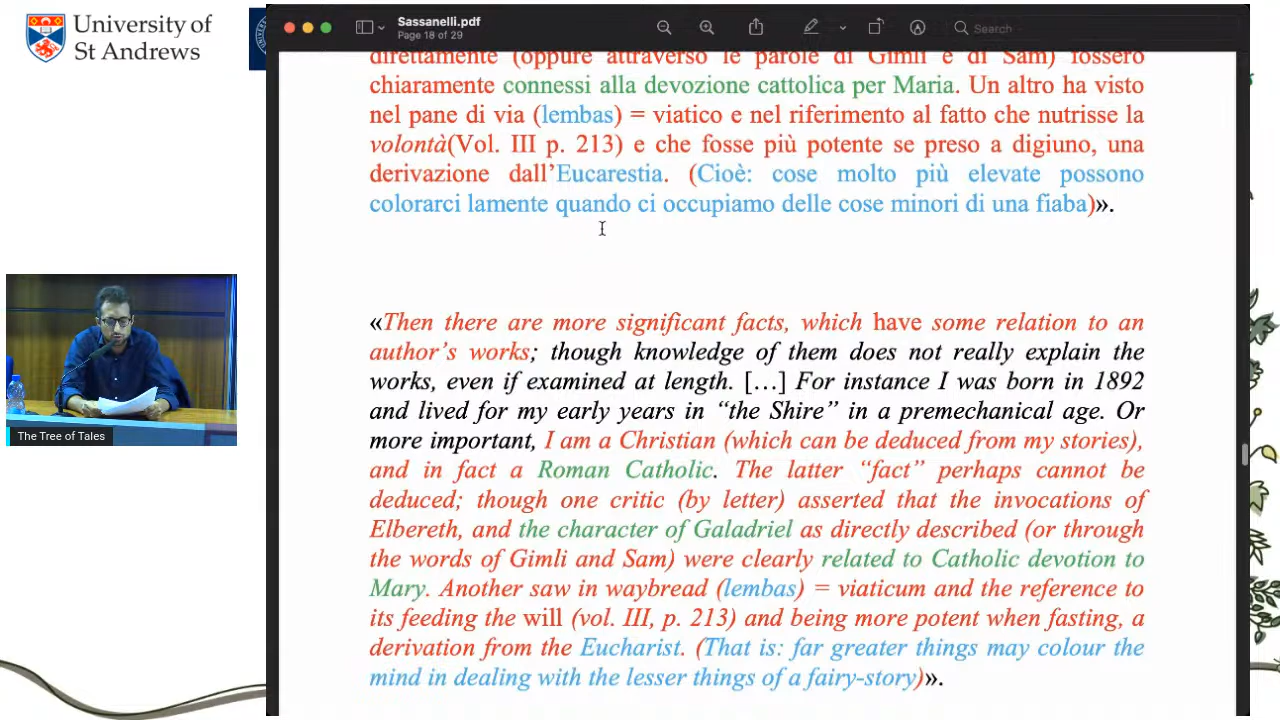 University of
St Andrews
Sassanelli.pdf
Page 18 of 29
Search
direttamente (oppure attraverso le parole di Gimli e di Sam) fossero
chiaramente connessi alla devozione cattolica per Maria. Un altro ha visto
nel pane di via (lembas) = viatico e nel riferimento al fatto che nutrisse la
volontà(Vol. III p. 213) e che fosse più potente se preso a digiuno, una
derivazione dall’Eucarestia. (Cioè: cose molto più elevate possono
colorarci lamente quando ci occupiamo delle cose minori di una fiaba)».
«Then there are more significant facts, which have some relation to an
author’s works; though knowledge of them does not really explain the
works, even if examined at length. […] For instance I was born in 1892
and lived for my early years in “the Shire” in a premechanical age. Or
more important, I am a Christian (which can be deduced from my stories),
and in fact a Roman Catholic. The latter “fact” perhaps cannot be
deduced; though one critic (by letter) asserted that the invocations of
Elbereth, and the character of Galadriel as directly described (or through
the words of Gimli and Sam) were clearly related to Catholic devotion to
Mary. Another saw in waybread (lembas) = viaticum and the reference to
its feeding the will (vol. III, p. 213) and being more potent when fasting, a
derivation from the Eucharist. (That is: far greater things may colour the
mind in dealing with the lesser things of a fairy-story)».
The Tree of Tales